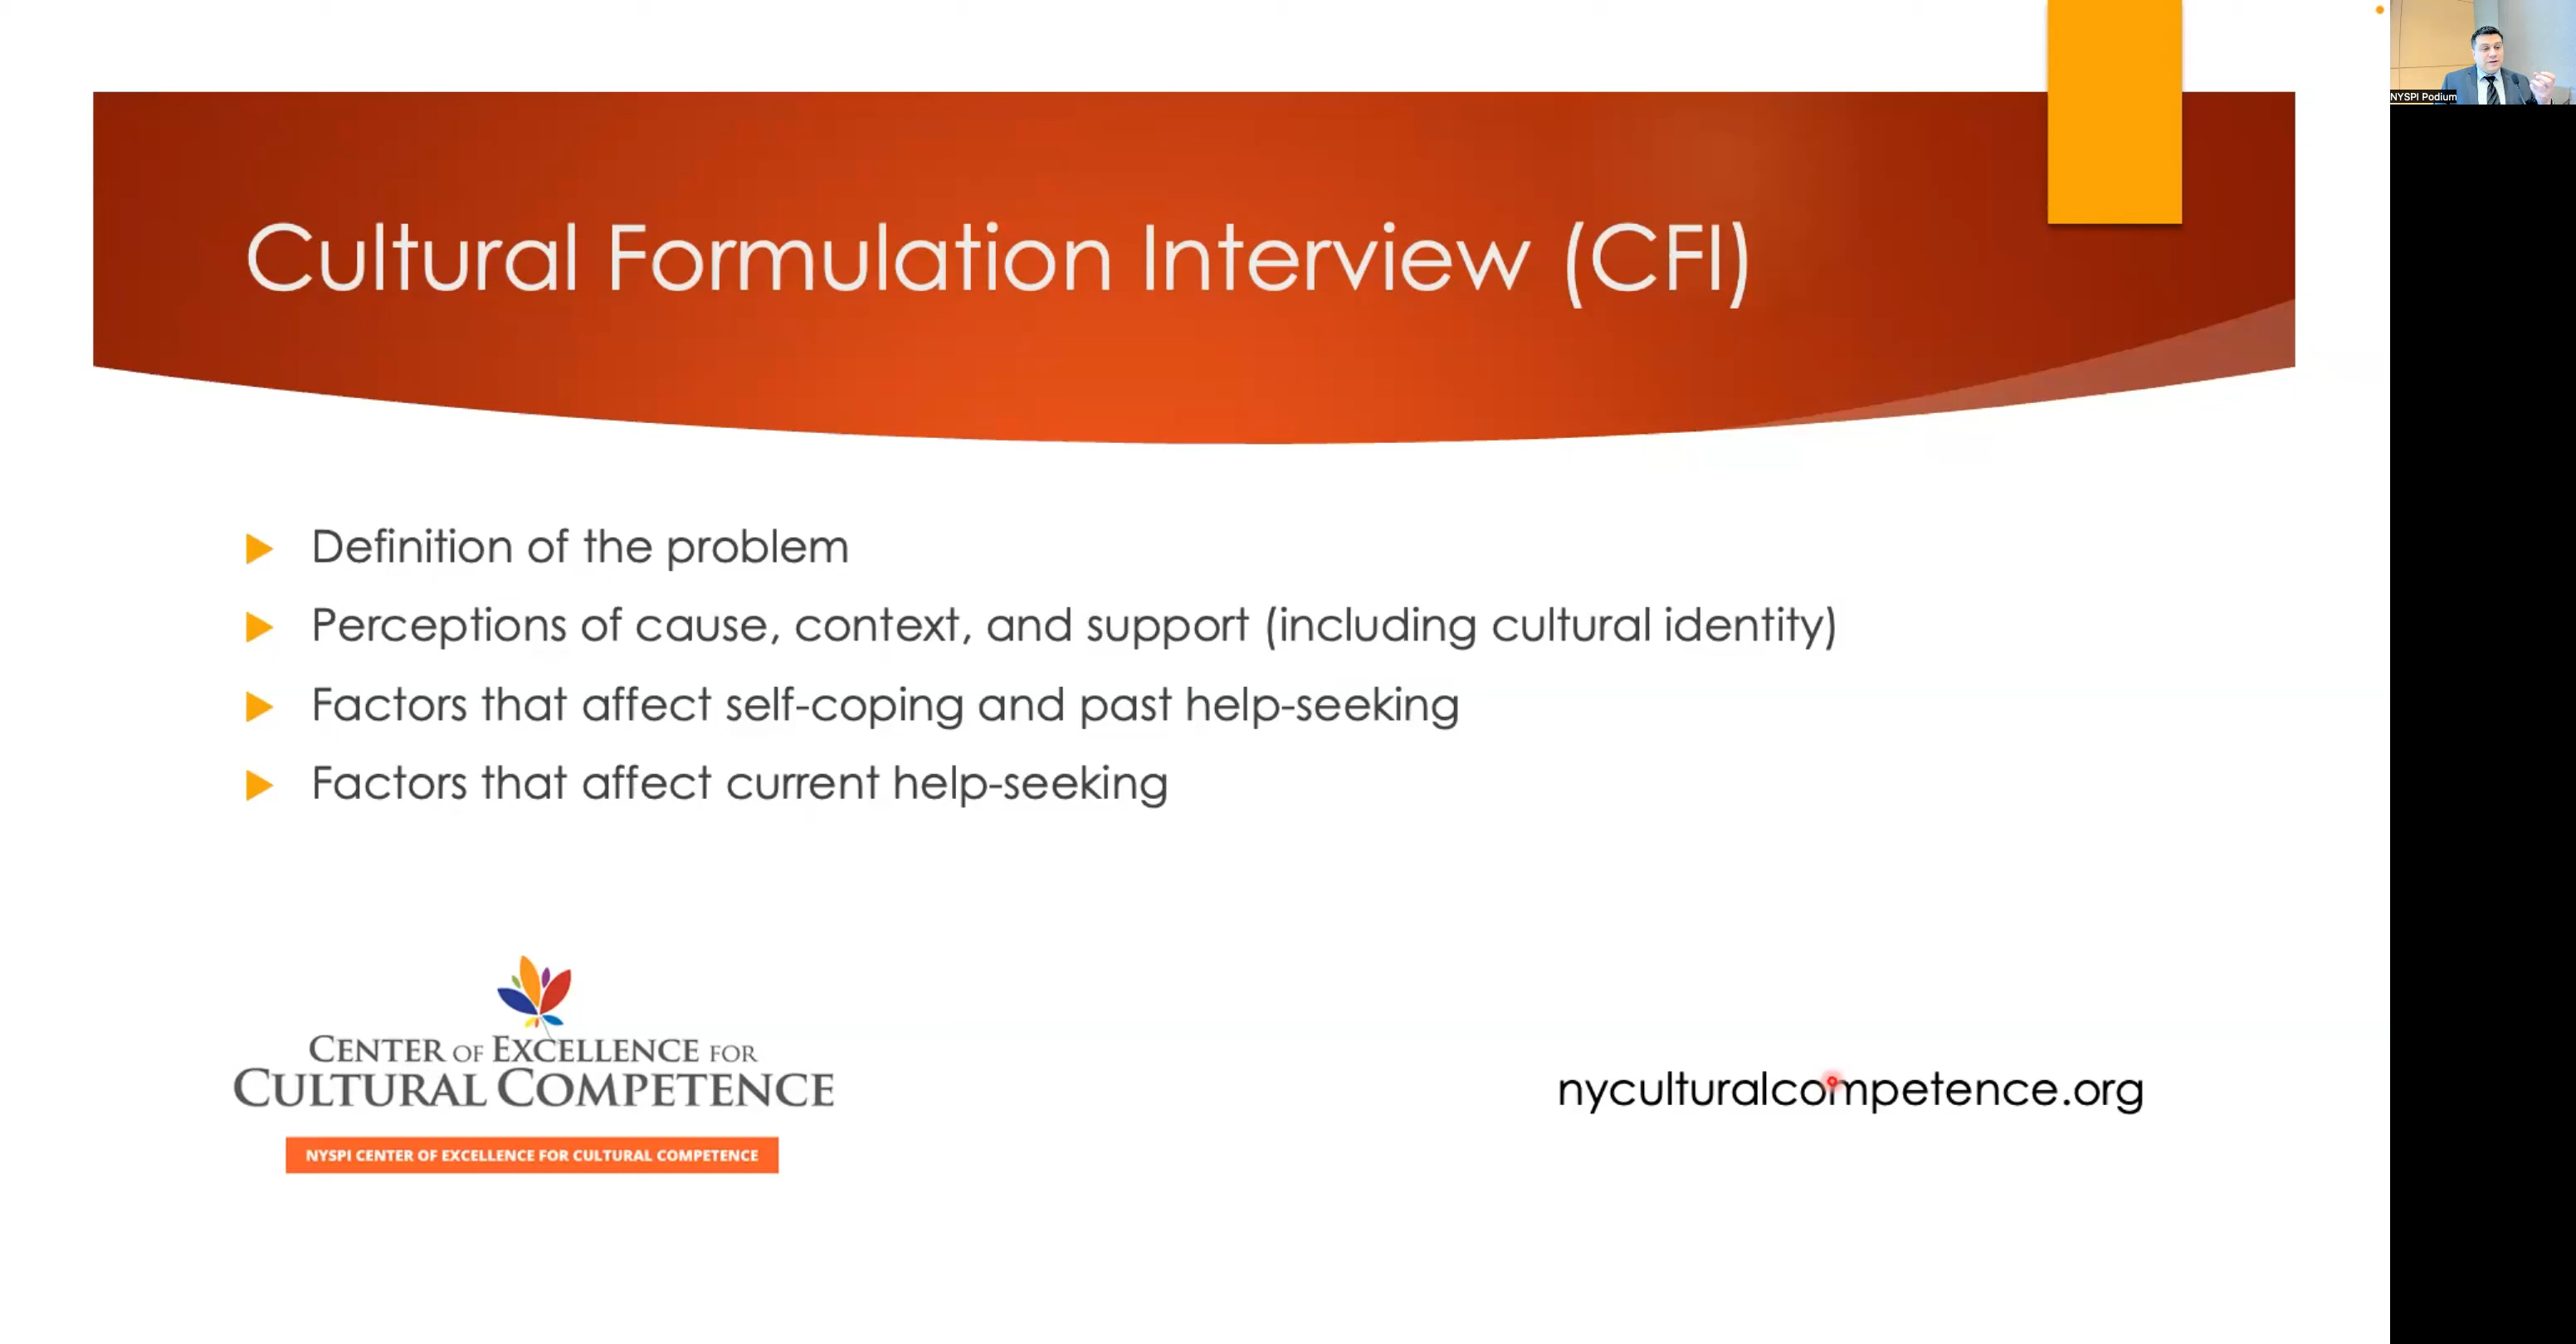 NYSPI Podium
Cultural Formulation Interview (CFI)
Definition of the problem
Perceptions of cause, context, and support (including cultural identity)
Factors that affect self-coping and past help-seeking
Factors that affect current help-seeking
CENTER OF EXCELLENCE FOR
CULTURAL COMPETENCE
NYSPI CENTER OF EXCELLENCE FOR CULTURAL COMPETENCE
nyculturalcompetence.org